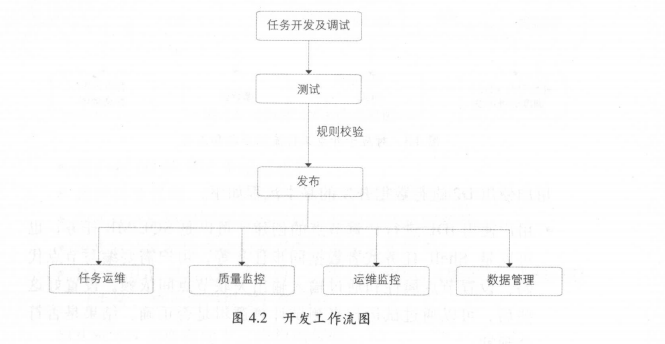 任务开发及调试
测试
规则校验
发布
任务运维
质量监控
运维监控
数据管理
图 4.2 开发工作流图